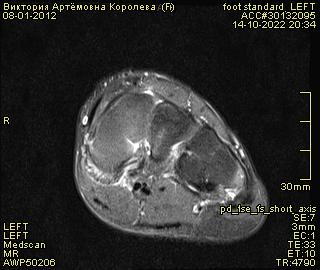 Виктория Артёмовна Королева (F)
08-01-2012
foot standard LEFT
ACC#30132095
14-10-2022 20:34
R
30mm
pd_tse_fs_short_axis
SE:7
3mm
EC:1
TE:33
ET:10
TR:4790
LEFT
LEFT
Medscan
MR
AWP50206